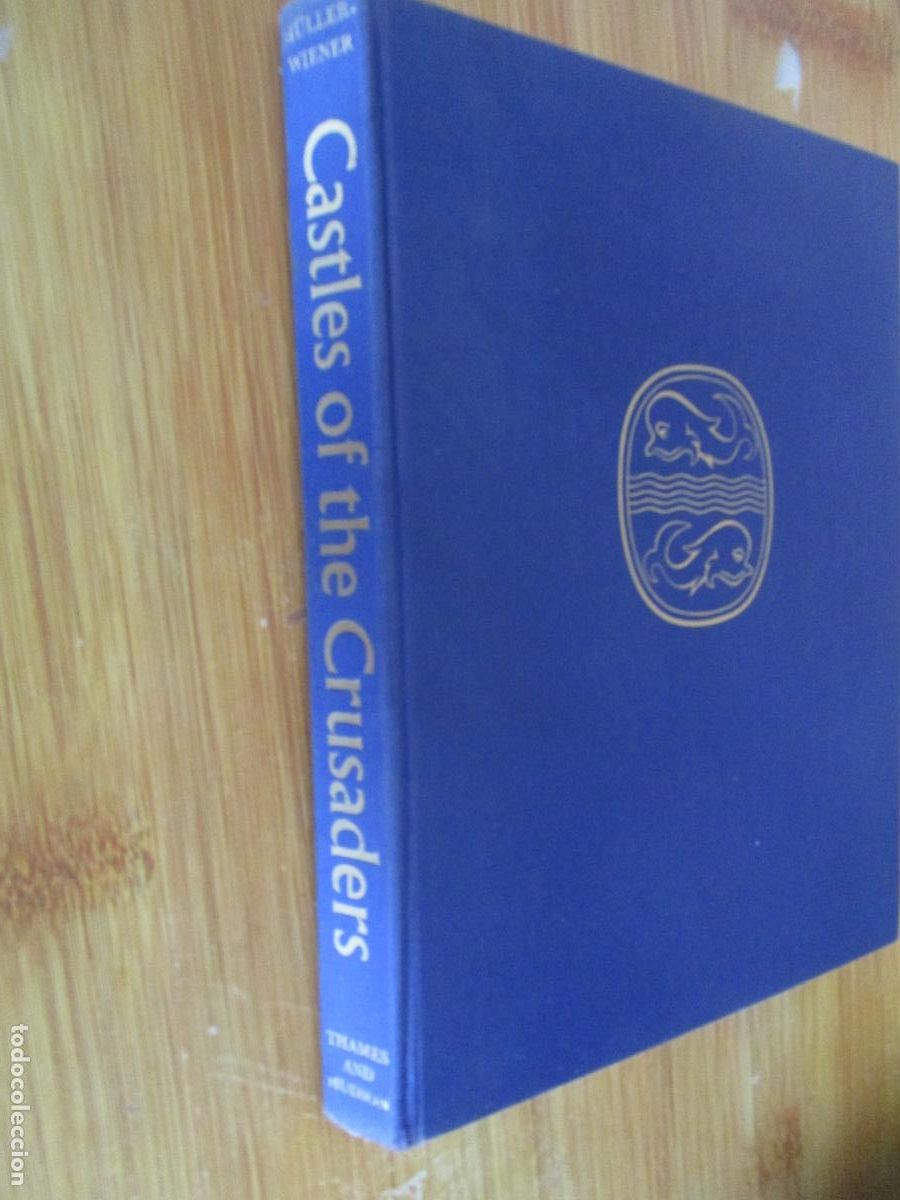 MÜLLER-
WIENER
Castles of the Crusaders
THAMES
AND
HUDSON
todocoleccion